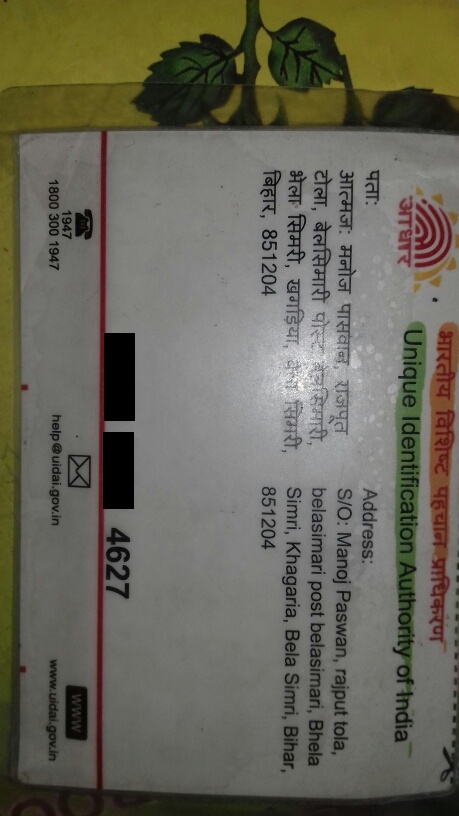 आधार
भारतीय विशिष्ट पहचान प्राधिकरण
Unique Identification Authority of India
पता:
आत्मज: मनोज पासवान, राजपूत
टोला, बेलसिमारी पोस्ट बेलसिमारी,
भेला सिमरी, खगड़िया, बेला सिमरी,
बिहार, 851204
Address:
S/O: Manoj Paswan, rajput tola,
belasimari post belasimari, Bhela
Simri, Khagaria, Bela Simri, Bihar,
851204
4627
1947
1800 300 1947
help@uidai.gov.in
WWW
www.uidai.gov.in